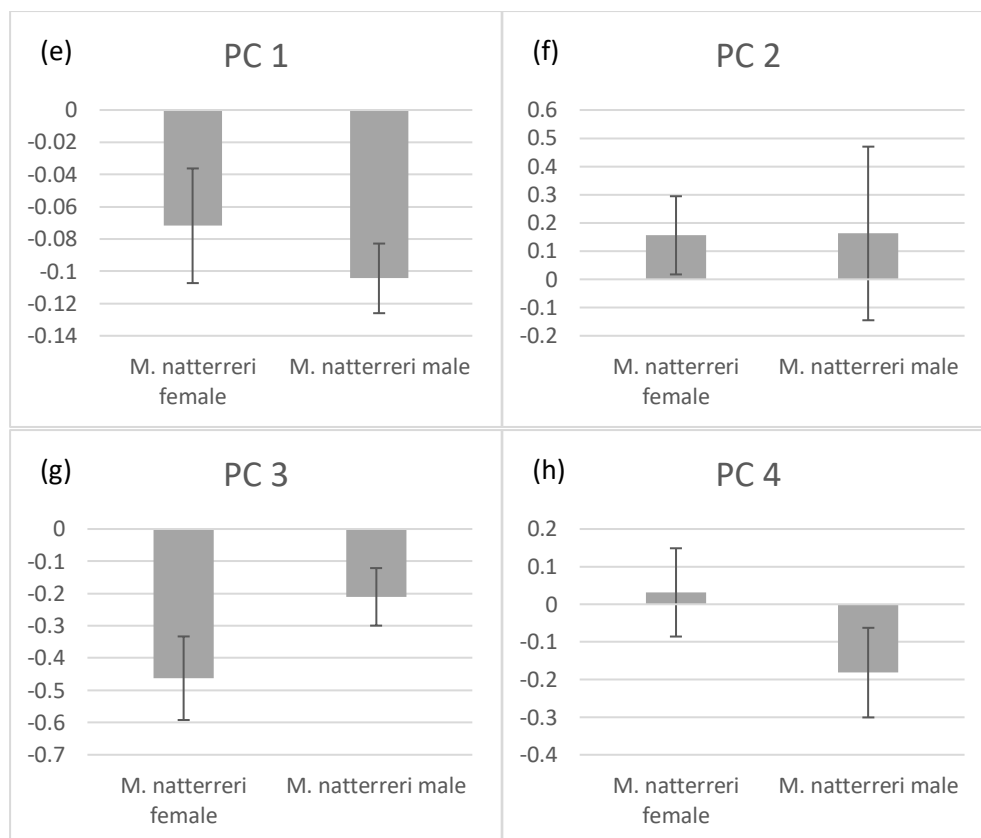 (e)
PC 1
0
-0.02
-0.04
-0.06
-0.08
-0.1
-0.12
-0.14
M. natterreri
female
M. natterreri male
(f)
PC 2
0.6
0.5
0.4
0.3
0.2
0.1
0
-0.1
-0.2
M. natterreri
female
M. natterreri male
(g)
PC 3
0
-0.1
-0.2
-0.3
-0.4
-0.5
-0.6
-0.7
M. natterreri
female
M. natterreri male
(h)
PC 4
0.2
0.1
0
-0.1
-0.2
-0.3
-0.4
M. natterreri
female
M. natterreri male